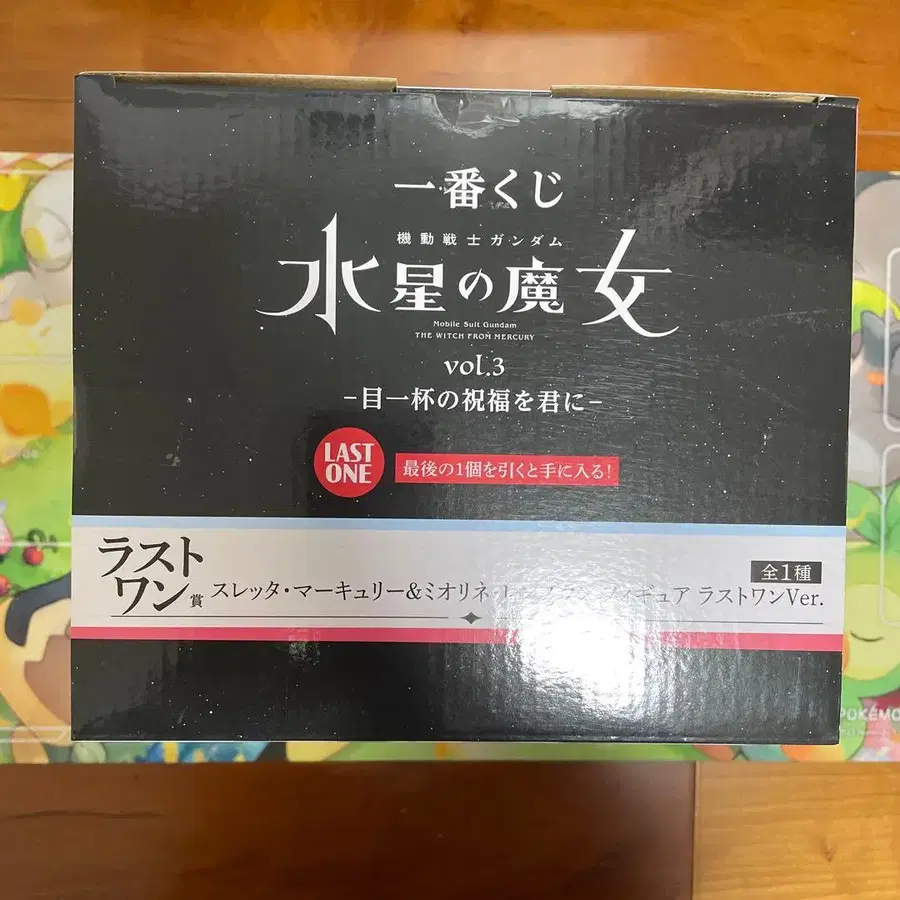 一番くじ
機動戦士ガンダム
水星の魔女
Mobile Suit Gundam
THE WITCH FROM MERCURY
vol.3
−目一杯の祝福を君に−
LAST
ONE
最後の1個を引くと手に入る!
ラスト
ワン賞
全1種
スレッタ・マーキュリー&ミオリネ・ フィギュア ラストワンVer.
POKÉMO